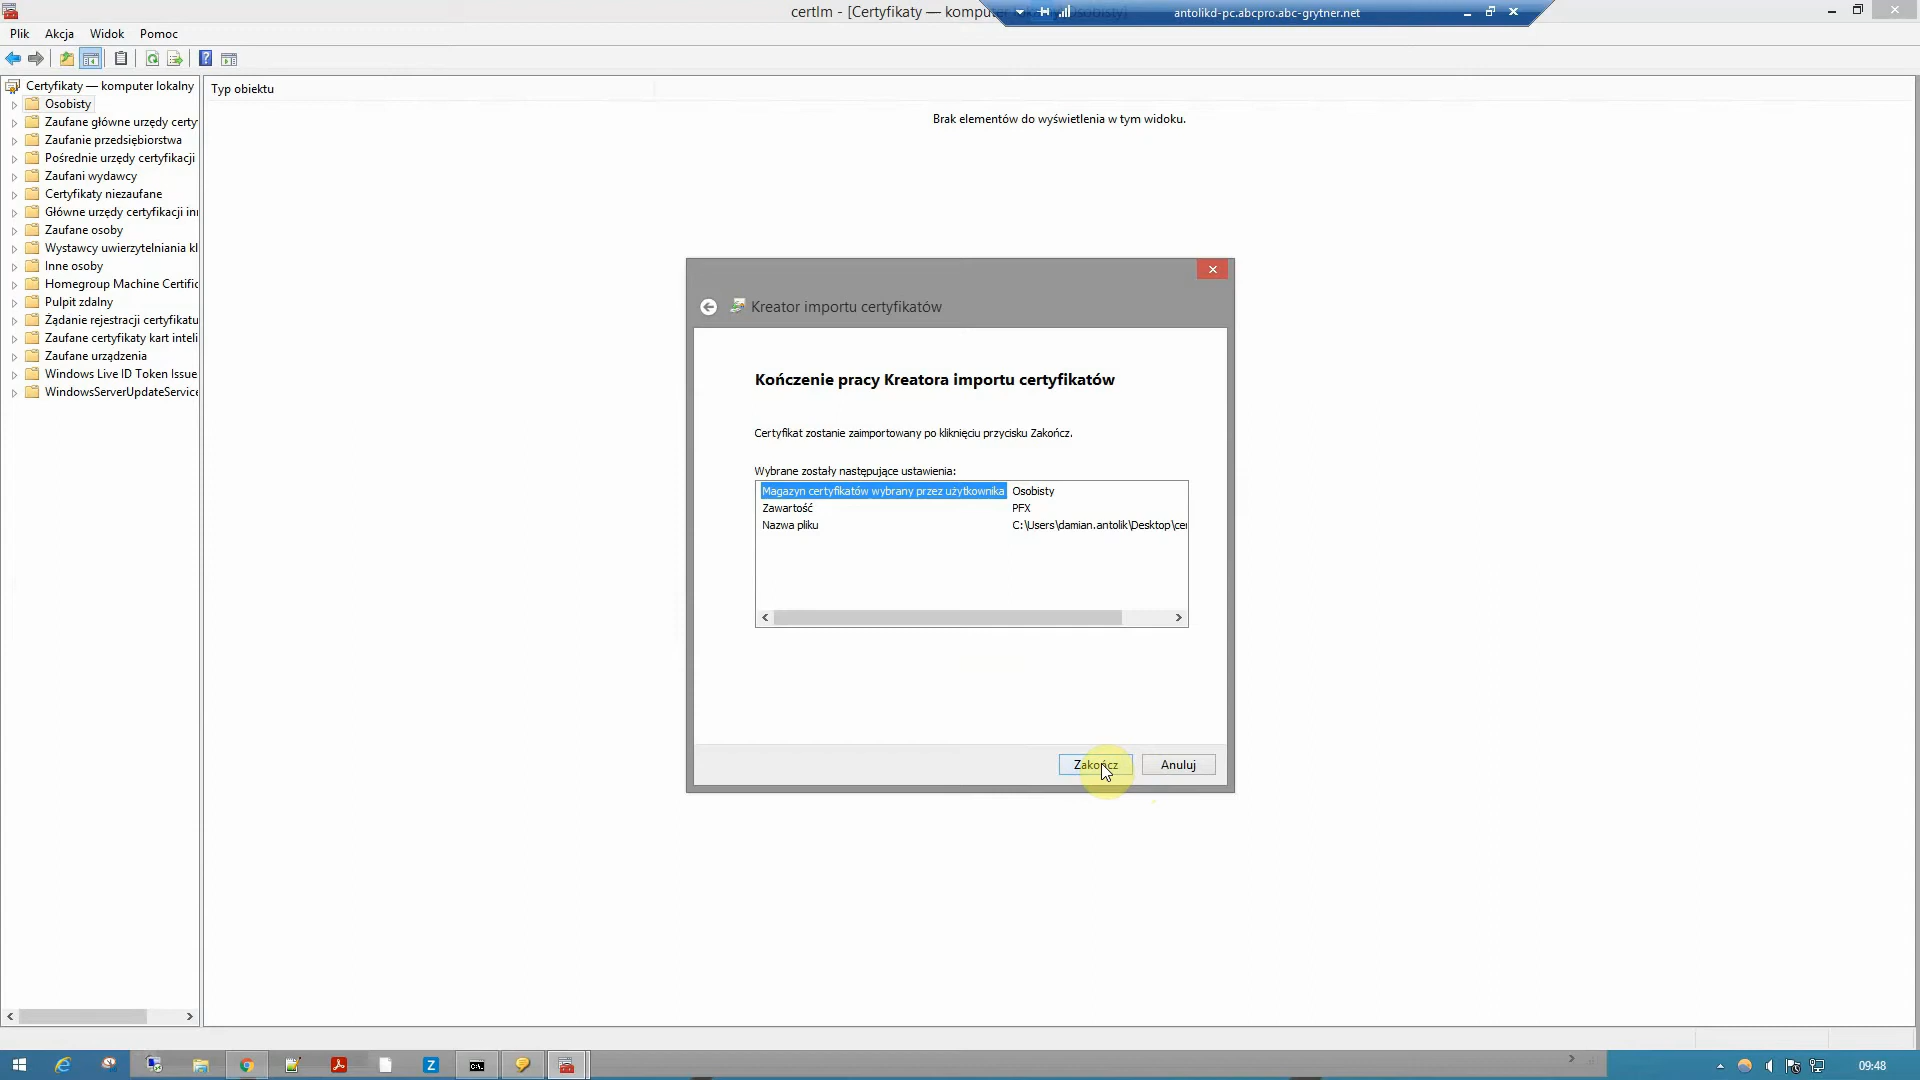 certlm - [Certyfikaty — kompute
antolikd-pc.abcpro.abc-grytner.net
Plik Akcja Widok Pomoc
Certyfikaty — komputer lokalny
Typ obiektu
Osobisty
Brak elementów do wyświetlenia w tym widoku.
Zaufane główne urzędy certy
Zaufanie przedsiębiorstwa
Pośrednie urzędy certyfikacji
Zaufani wydawcy
Certyfikaty niezaufane
Główne urzędy certyfikacji in
Zaufane osoby
Wystawcy uwierzytelniania kl
Inne osoby
Homegroup Machine Certific
Pulpit zdalny
Żądanie rejestracji certyfikatu
Zaufane certyfikaty kart inteli
Zaufane urządzenia
Windows Live ID Token Issue
WindowsServerUpdateService
Kreator importu certyfikatów
Kończenie pracy Kreatora importu certyfikatów
Certyfikat zostanie zaimportowany po kliknięciu przycisku Zakończ.
Wybrane zostały następujące ustawienia:
Magazyn certyfikatów wybrany przez użytkownika Osobisty
Zawartość PFX
Nazwa pliku C:\Users\damian.antolik\Desktop\cer
Zakończ Anuluj
09:48